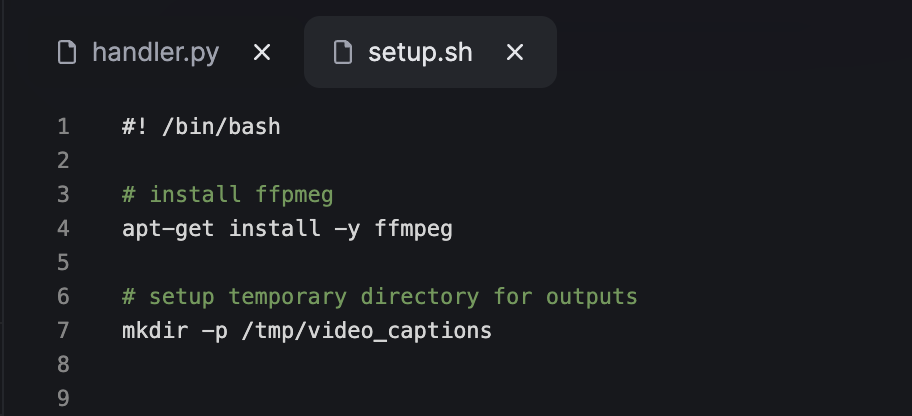 handler.py × setup.sh ×
1 #! /bin/bash
2
3 # install ffpmeg
4 apt-get install -y ffmpeg
5
6 # setup temporary directory for outputs
7 mkdir -p /tmp/video_captions
8
9